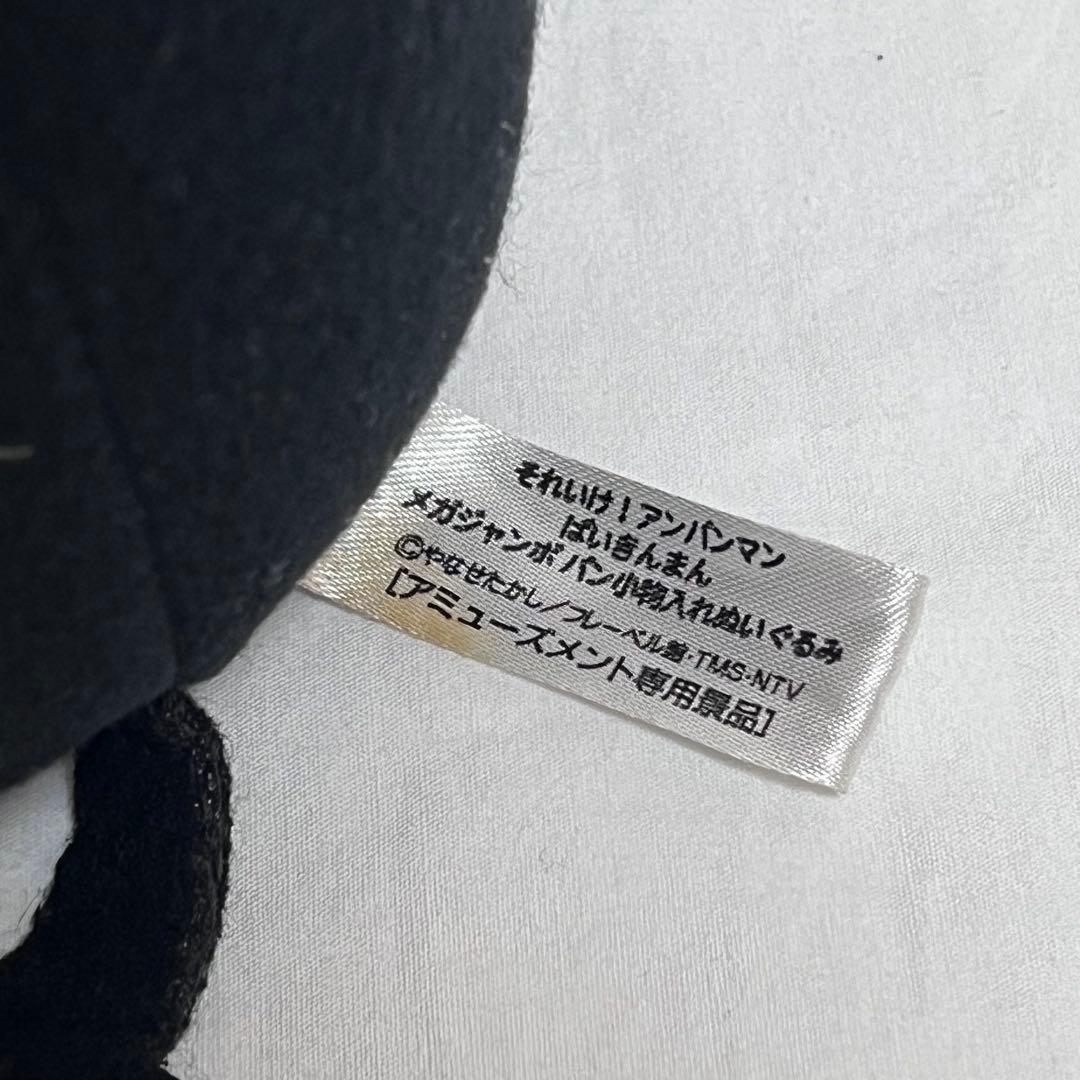 それいけ！アンパンマン
ばいきんまん
メガジャンボ パン小物入れぬいぐるみ
©やなせたかし/フレーベル館・TMS・NTV
[アミューズメント専用景品]